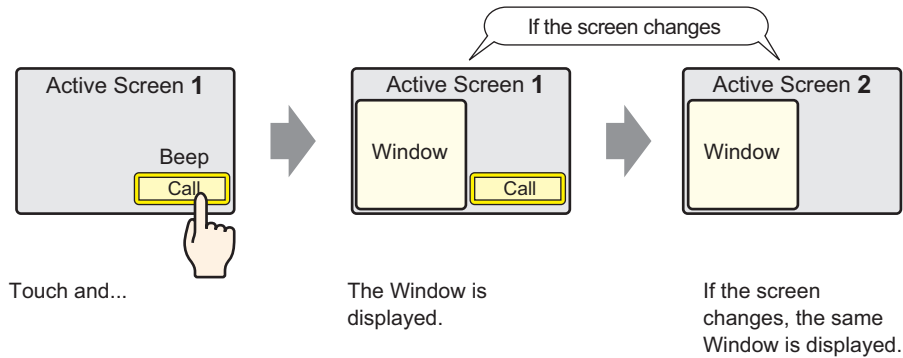 If the screen changes
Active Screen 1
Beep
Call
Active Screen 1
Window
Call
Active Screen 2
Window
Touch and...
The Window is
displayed.
If the screen
changes, the same
Window is displayed.